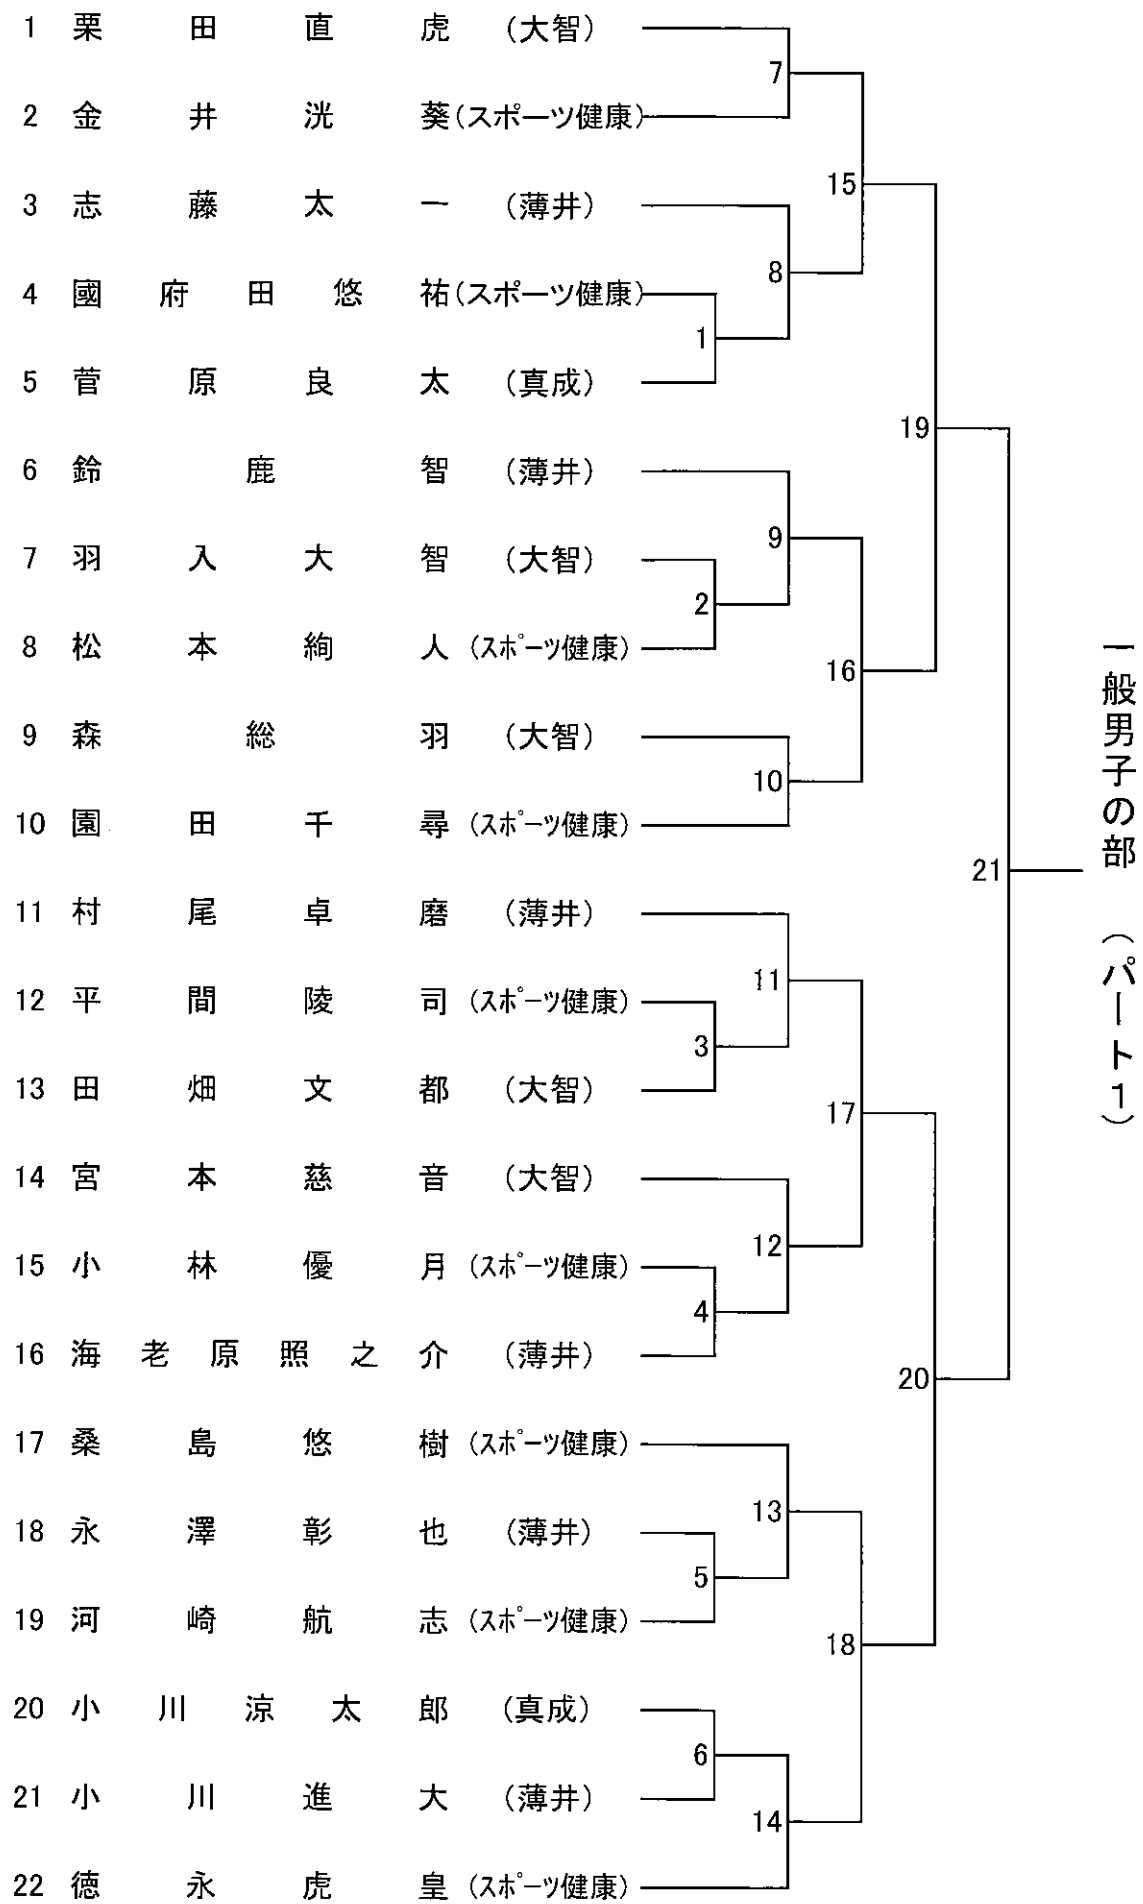 1 栗田直虎 (大智)
2 金井洸葵(スポーツ健康)
3 志藤太一 (薄井)
4 國府田悠祐(スポーツ健康)
5 菅原良太 (真成)
6 鈴鹿智 (薄井)
7 羽入大智 (大智)
8 松本絢人 (スポーツ健康)
9 森総羽 (大智)
10 園田千尋 (スポーツ健康)
11 村尾卓磨 (薄井)
12 平間陵司 (スポーツ健康)
13 田畑文都 (大智)
14 宮本慈音 (大智)
15 小林優月 (スポーツ健康)
16 海老原照之介 (薄井)
17 桑島悠樹 (スポーツ健康)
18 永澤彰也 (薄井)
19 河崎航志 (スポーツ健康)
20 小川涼太郎 (真成)
21 小川進大 (薄井)
22 徳永虎皇 (スポーツ健康)
1
2
3
4
5
6
7
8
9
10
11
12
13
14
15
16
17
18
19
20
21
一般男子の部 (パート1)